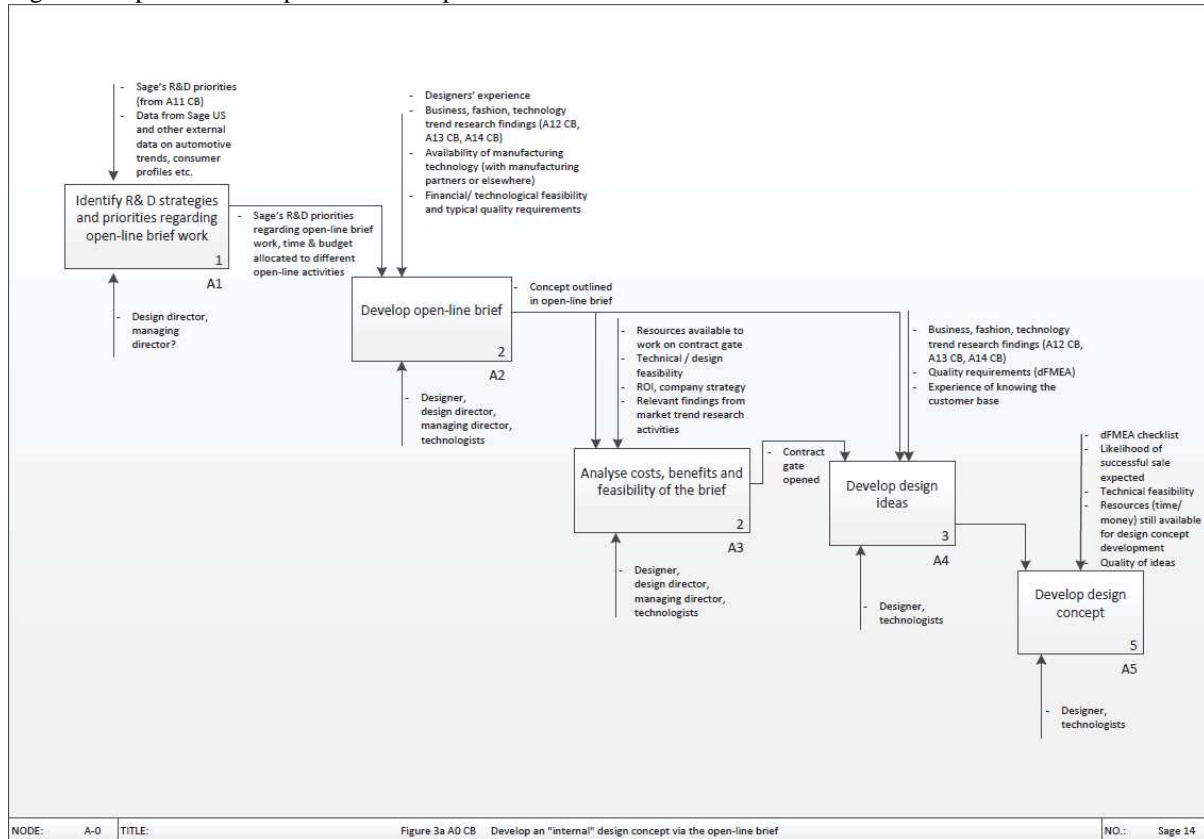 - Sage's R&D priorities
(from A11 CB)
- Data from Sage US
and other external
data on automotive
trends, consumer
profiles etc.
Identify R& D strategies
and priorities regarding
open-line brief work
1
A1
- Design director,
managing
director?
- Sage's R&D priorities
regarding open-line brief
work, time & budget
allocated to different
open-line activities
- Designers' experience
- Business, fashion, technology
trend research findings (A12 CB,
A13 CB, A14 CB)
- Availability of manufacturing
technology (with manufacturing
partners or elsewhere)
- Financial/ technological feasibility
and typical quality requirements
Develop open-line brief
2
A2
- Designer,
design director,
managing director,
technologists
- Concept outlined
in open-line brief
- Resources available to
work on contract gate
- Technical / design
feasibility
- ROI, company strategy
- Relevant findings from
market trend research
activities
Analyse costs, benefits and
feasibility of the brief
2
A3
- Designer,
design director,
managing director,
technologists
- Contract
gate
opened
- Business, fashion, technology
trend research findings (A12 CB,
A13 CB, A14 CB)
- Quality requirements (dFMEA)
- Experience of knowing the
customer base
Develop design
ideas
3
A4
- Designer,
technologists
- dFMEA checklist
- Likelihood of
successful sale
expected
- Technical feasibility
- Resources (time/
money) still available
for design concept
development
- Quality of ideas
Develop design
concept
5
A5
- Designer,
technologists
NODE: A-0 TITLE: Figure 3a A0 CB Develop an "internal" design concept via the open-line brief NO.: Sage 14